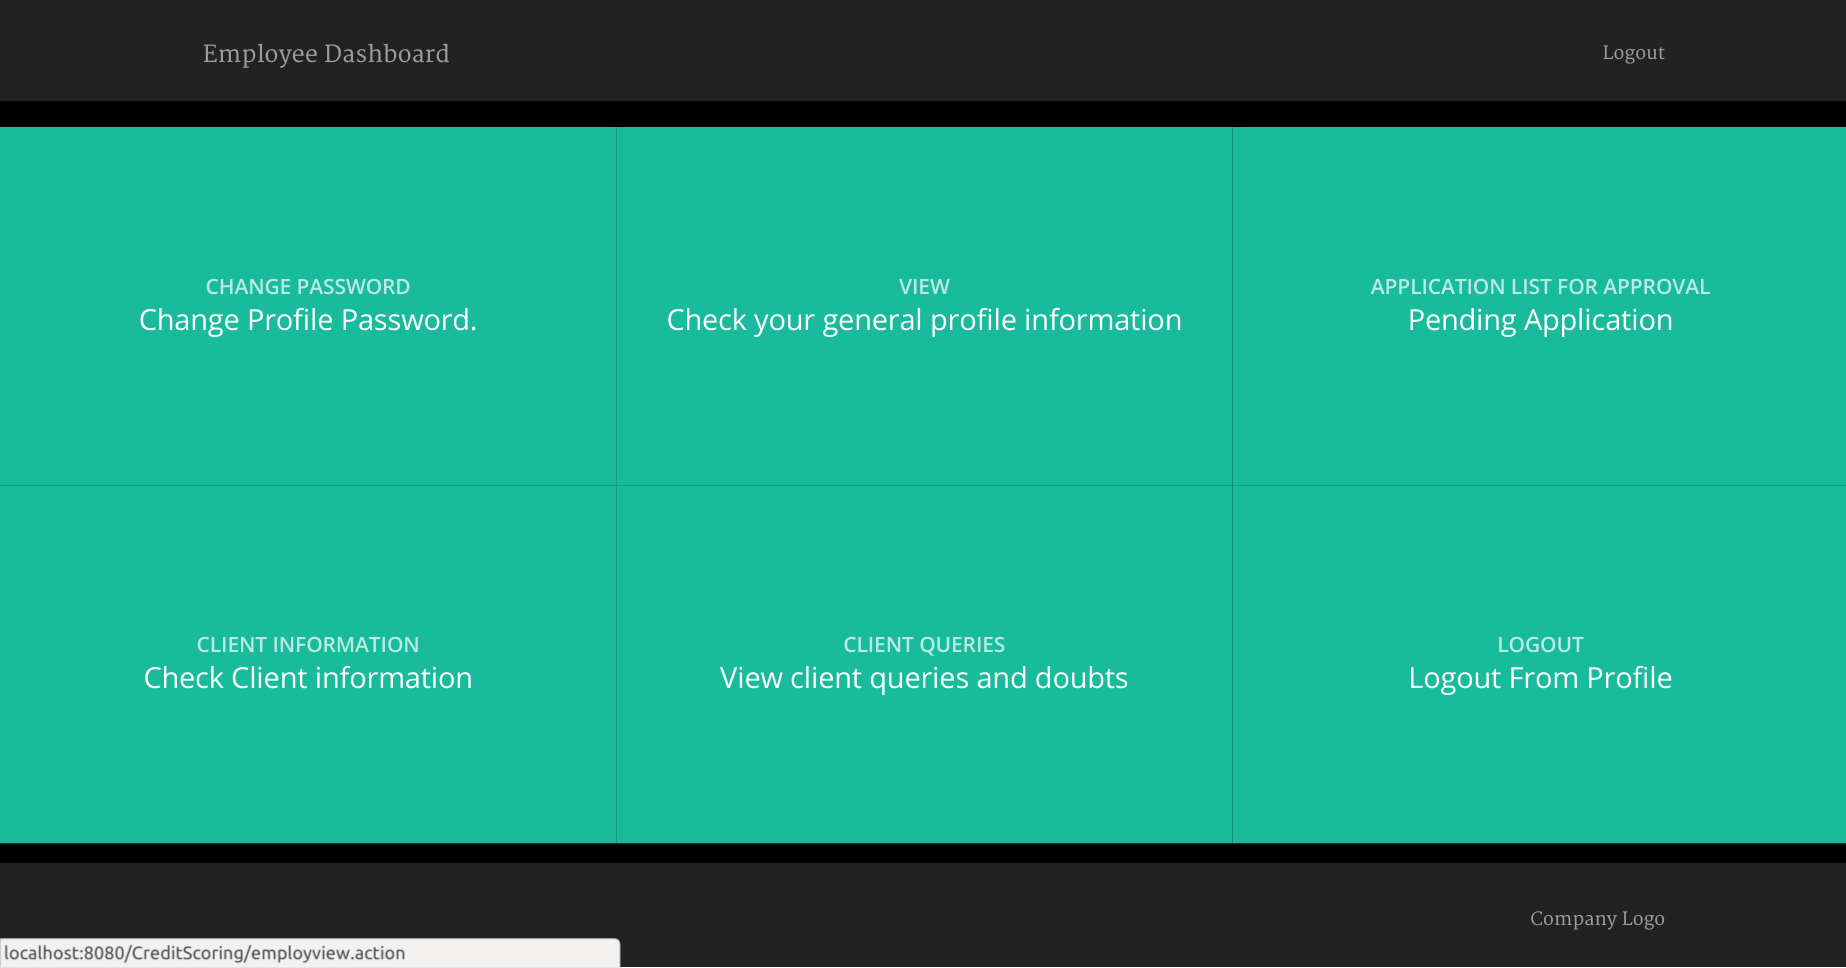 Employee Dashboard
Logout
CHANGE PASSWORD
Change Profile Password.
VIEW
Check your general profile information
APPLICATION LIST FOR APPROVAL
Pending Application
CLIENT INFORMATION
Check Client information
CLIENT QUERIES
View client queries and doubts
LOGOUT
Logout From Profile
Company Logo
localhost:8080/CreditScoring/employview.action